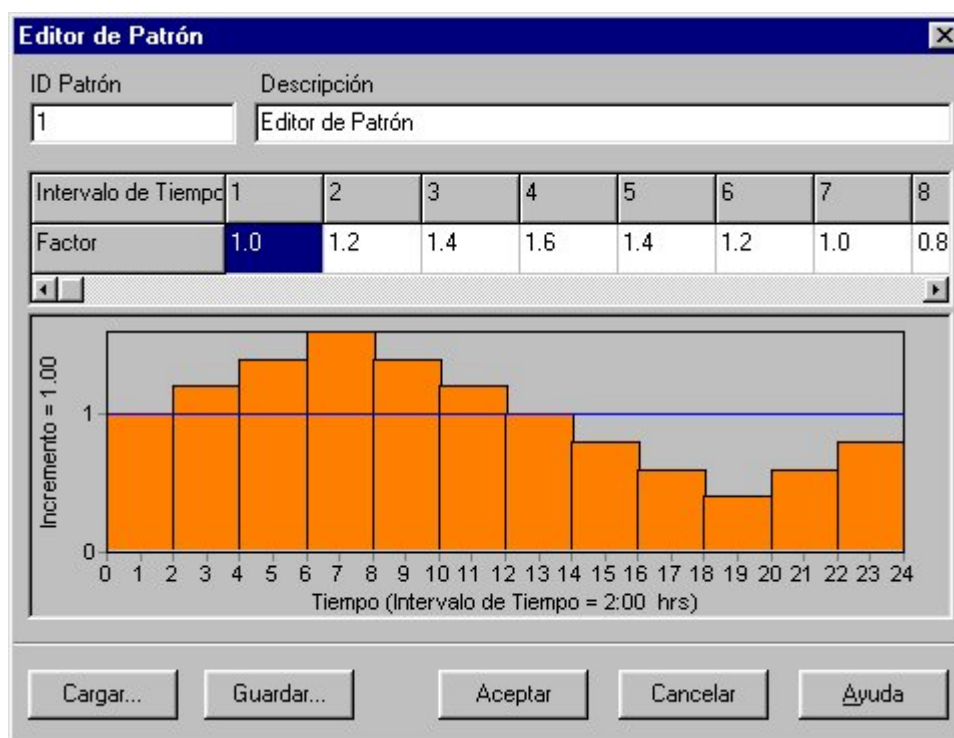 Editor de Patrón
ID Patrón Descripción
1 Editor de Patrón
Intervalo de Tiempo 1 2 3 4 5 6 7 8
Factor 1.0 1.2 1.4 1.6 1.4 1.2 1.0 0.8
Incremento = 1.00
1
0
0 1 2 3 4 5 6 7 8 9 10 11 12 13 14 15 16 17 18 19 20 21 22 23 24
Tiempo (Intervalo de Tiempo = 2:00 hrs)
Cargar... Guardar... Aceptar Cancelar Ayuda